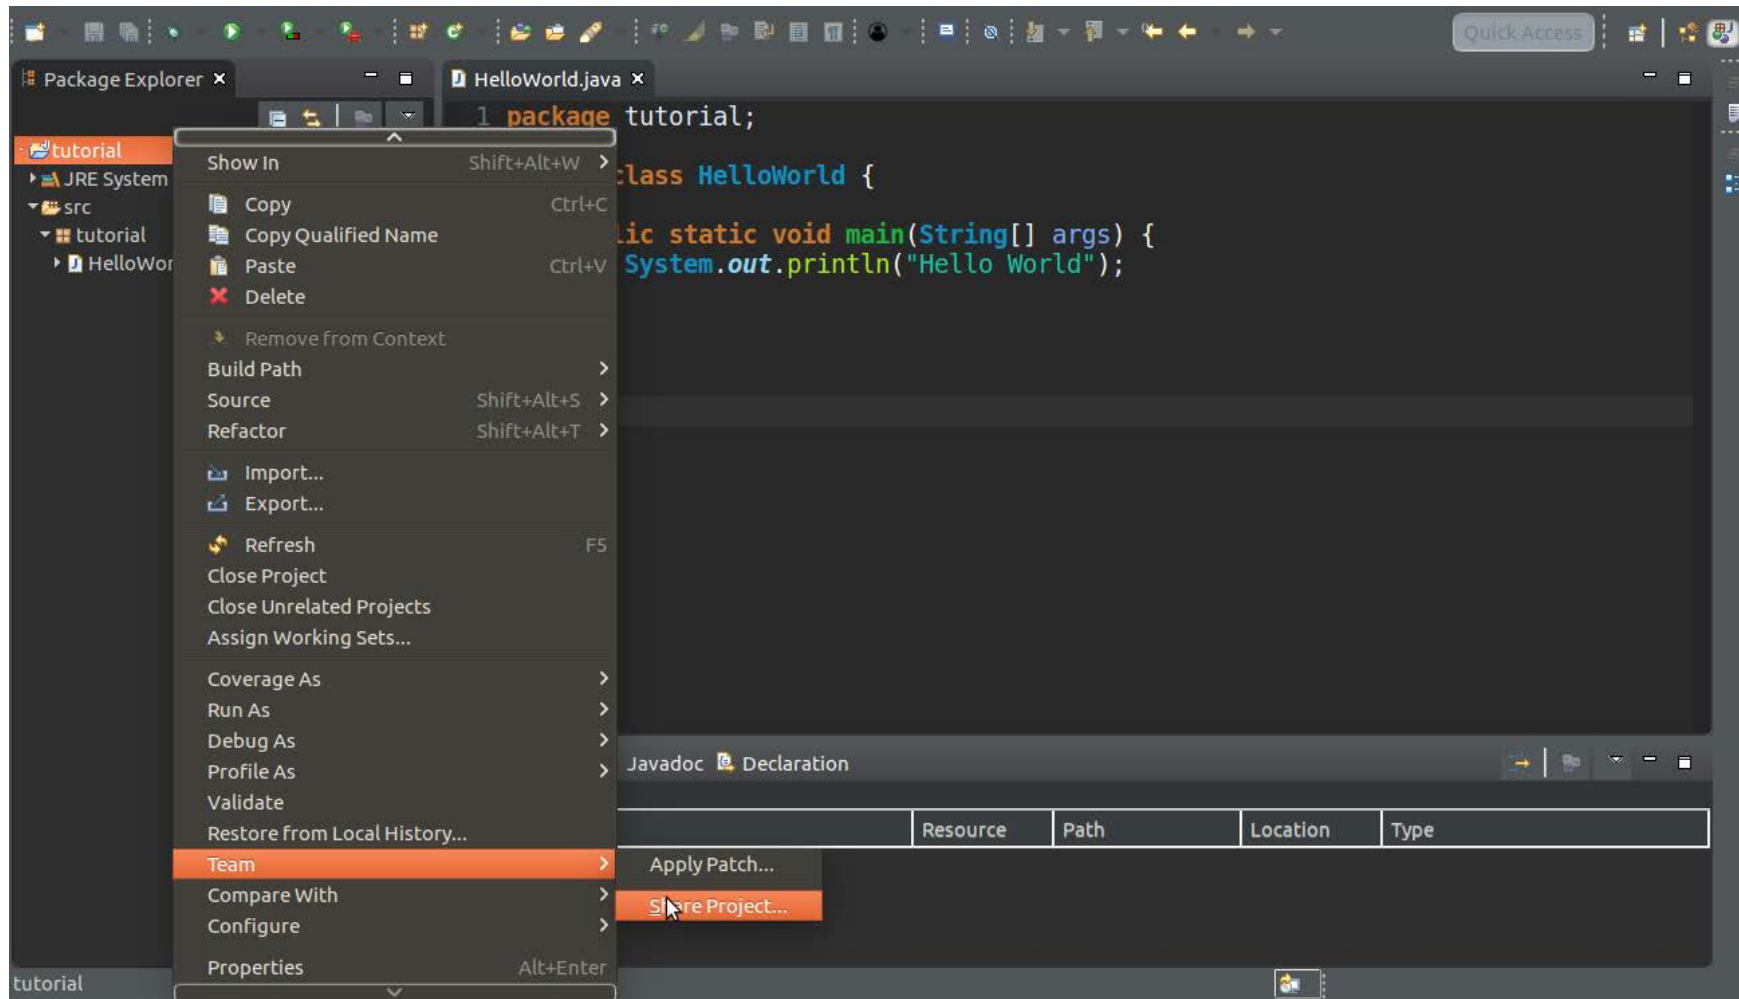 Quick Access
Package Explorer
HelloWorld.java
1 package tutorial;
class HelloWorld {
lic static void main(String[] args) {
System.out.println("Hello World");
tutorial
JRE System
src
tutorial
HelloWor
Show In Shift+Alt+W
Copy Ctrl+C
Copy Qualified Name
Paste Ctrl+V
Delete
Remove from Context
Build Path
Source Shift+Alt+S
Refactor Shift+Alt+T
Import...
Export...
Refresh F5
Close Project
Close Unrelated Projects
Assign Working Sets...
Coverage As
Run As
Debug As
Profile As
Validate
Restore from Local History...
Team
Compare With
Configure
Properties Alt+Enter
Apply Patch...
Share Project...
Javadoc Declaration
Resource Path Location Type
tutorial